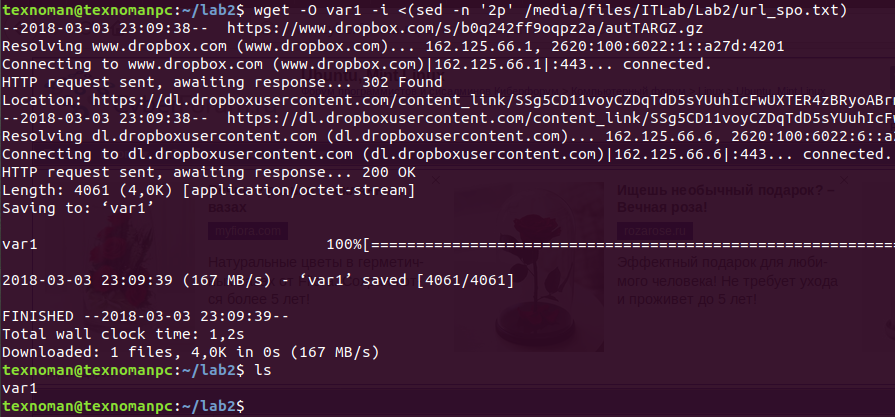 texnoman@texnomanpc:~/lab2$ wget -O var1 -i <(sed -n '2p' /media/files/ITLab/Lab2/url_spo.txt)
--2018-03-03 23:09:38-- https://www.dropbox.com/s/b0q242ff9oqpz2a/autTARGZ.gz
Resolving www.dropbox.com (www.dropbox.com)... 162.125.66.1, 2620:100:6022:1::a27d:4201
Connecting to www.dropbox.com (www.dropbox.com)|162.125.66.1|:443... connected.
HTTP request sent, awaiting response... 302 Found
Location: https://dl.dropboxusercontent.com/content_link/SSg5CD11voyCZDqTdD5sYUuhIcFwUXTER4zBRyoABr
--2018-03-03 23:09:38-- https://dl.dropboxusercontent.com/content_link/SSg5CD11voyCZDqTdD5sYUuhIcFw
Resolving dl.dropboxusercontent.com (dl.dropboxusercontent.com)... 162.125.66.6, 2620:100:6022:6::a
Connecting to dl.dropboxusercontent.com (dl.dropboxusercontent.com)|162.125.66.6|:443... connected.
HTTP request sent, awaiting response... 200 OK
Length: 4061 (4,0K) [application/octet-stream]
Saving to: ‘var1’
вазах
myflora.com
Натуральные цветы в герметич-
ся более 5 лет!
Ищешь необычный подарок? –
Вечная роза!
Эффектный подарок для люби-
мого человека! Не требует ухода
и проживет до 5 лет!
var1 100%[==========================================================
2018-03-03 23:09:39 (167 MB/s) - ‘var1’ saved [4061/4061]
FINISHED --2018-03-03 23:09:39--
Total wall clock time: 1,2s
Downloaded: 1 files, 4,0K in 0s (167 MB/s)
texnoman@texnomanpc:~/lab2$ ls
var1
texnoman@texnomanpc:~/lab2$